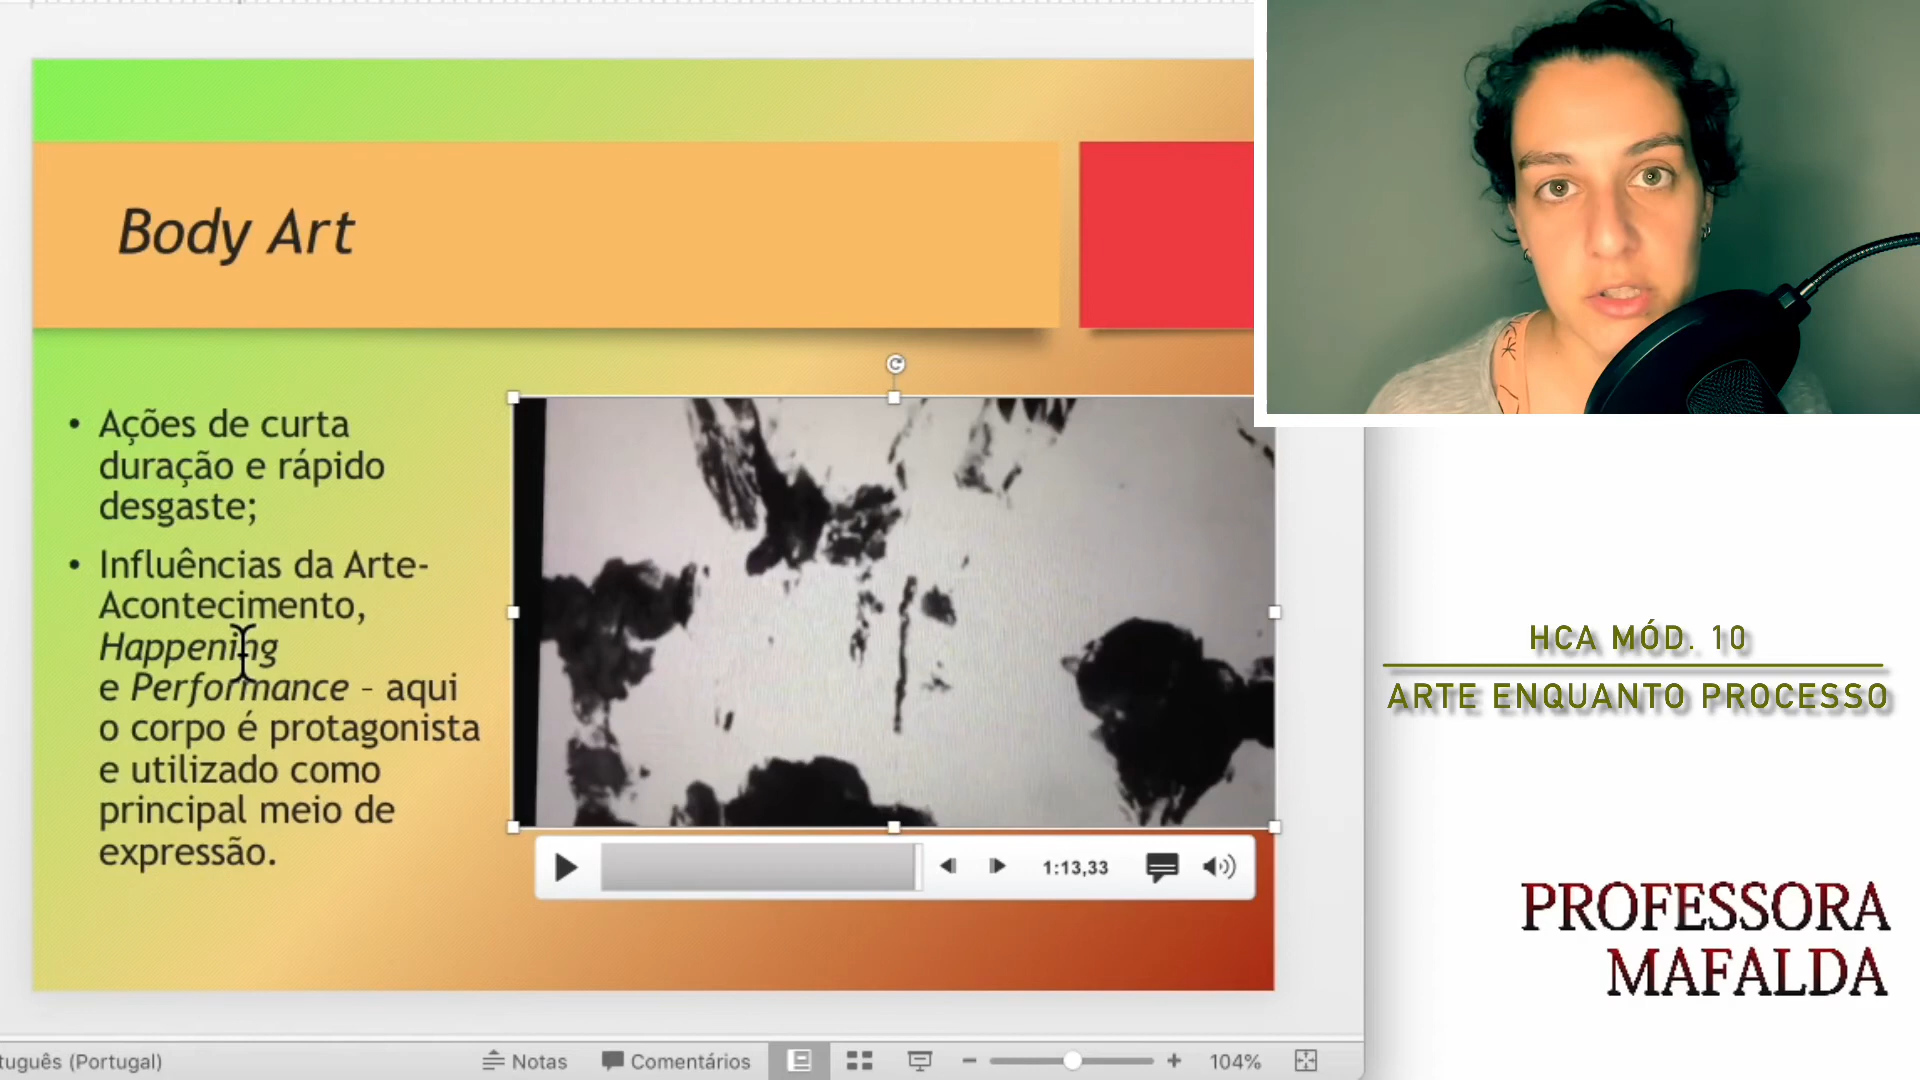 Body Art
• Ações de curta
duração e rápido
desgaste;
• Influências da Arte-
Acontecimento,
Happening
e Performance – aqui
o corpo é protagonista
e utilizado como
principal meio de
expressão.
1:13,33
HCA MÓD. 10
ARTE ENQUANTO PROCESSO
PROFESSORA
MAFALDA
tuguês (Portugal)
Notas
Comentários
104%